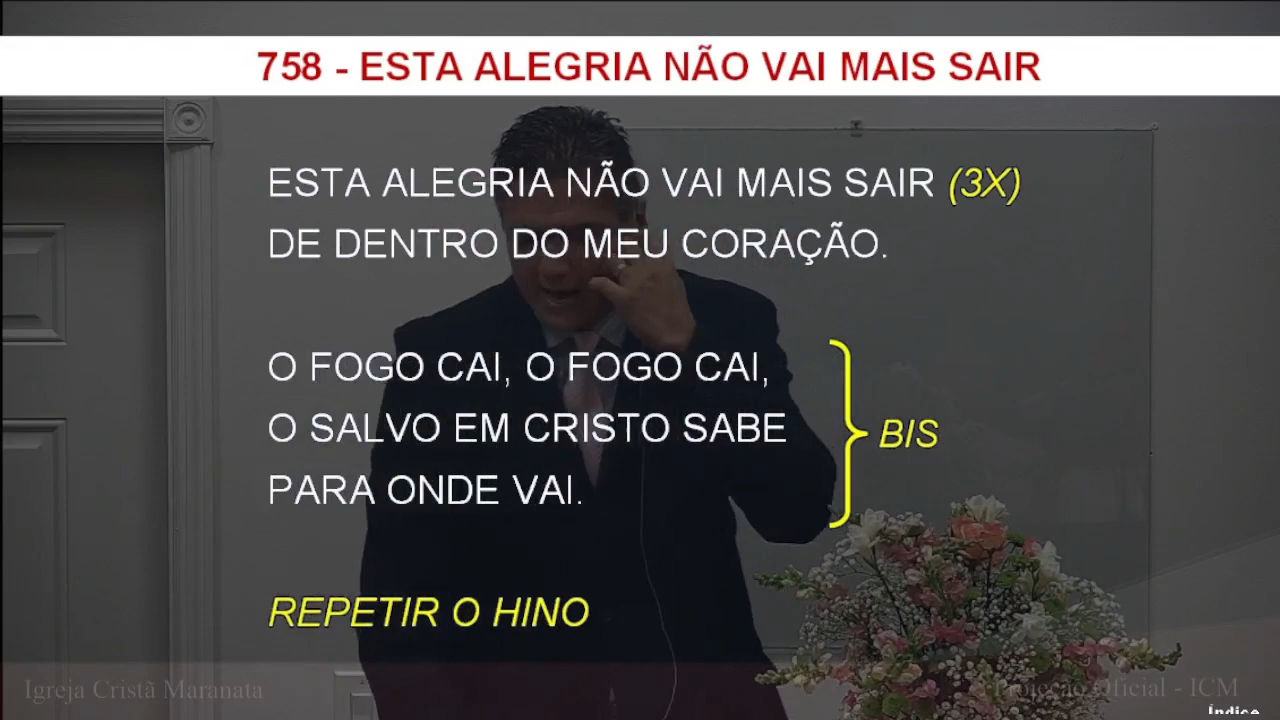 758 - ESTA ALEGRIA NÃO VAI MAIS SAIR
ESTA ALEGRIA NÃO VAI MAIS SAIR (3X)
DE DENTRO DO MEU CORAÇÃO.
O FOGO CAI, O FOGO CAI,
O SALVO EM CRISTO SABE
BIS
PARA ONDE VAI.
REPETIR O HINO
Igreja Cristã Maranata
Projeção Oficial - ICM
Índice